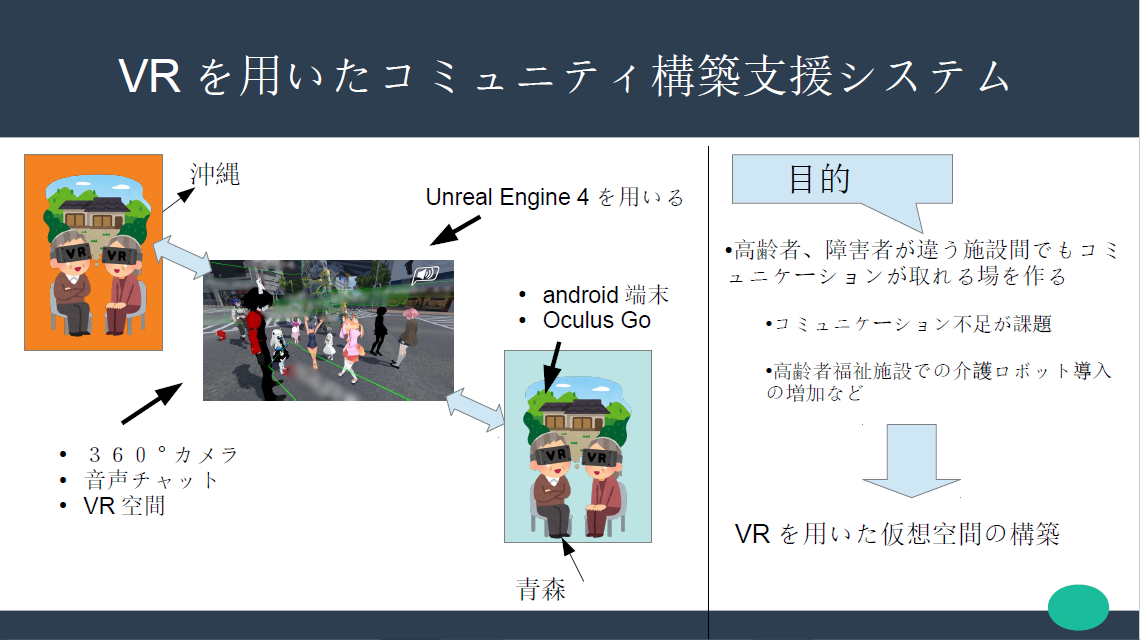 VR を用いたコミュニティ構築支援システム
沖縄
Unreal Engine 4 を用いる
VR
VR
• android 端末
• Oculus Go
• ３６０°カメラ
• 音声チャット
• VR 空間
VR
VR
青森
目的
•高齢者、障害者が違う施設間でもコミ
ュニケーションが取れる場を作る
•コミュニケーション不足が課題
•高齢者福祉施設での介護ロボット導入
の増加など
VR を用いた仮想空間の構築